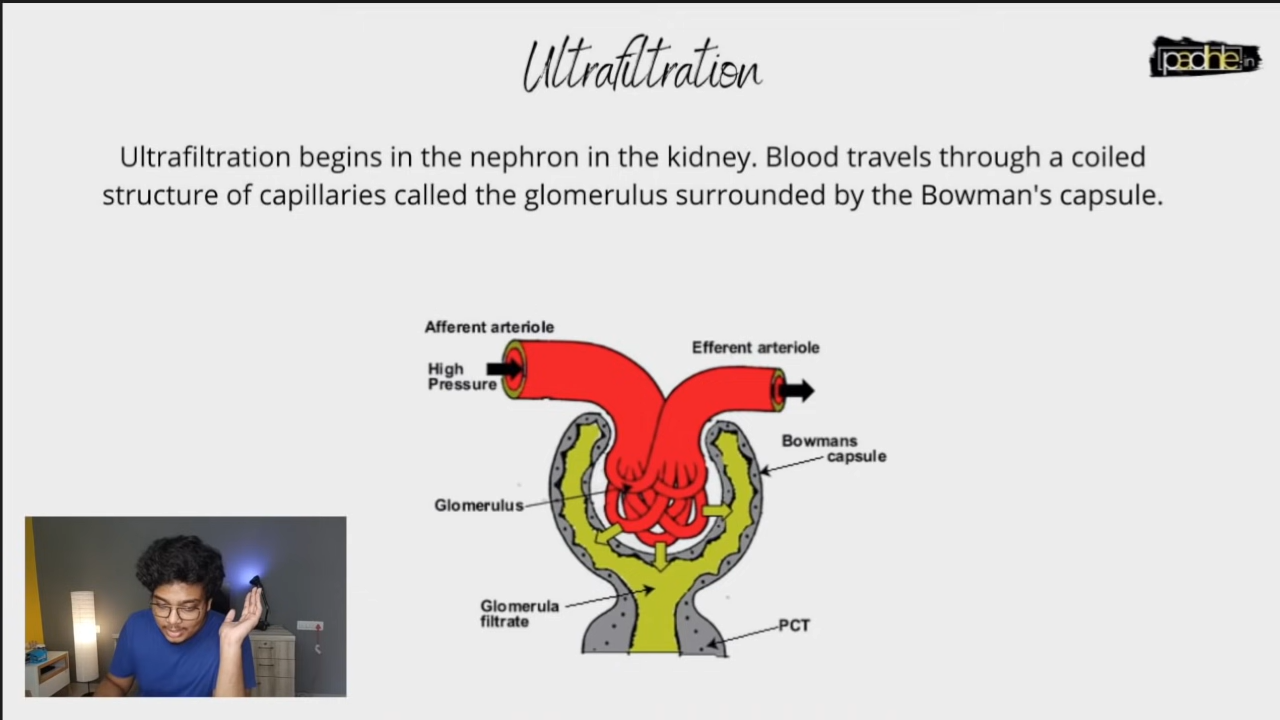 Ultrafiltration
padhle.in
Ultrafiltration begins in the nephron in the kidney. Blood travels through a coiled
structure of capillaries called the glomerulus surrounded by the Bowman's capsule.
Afferent arteriole
Efferent arteriole
High
Pressure
Bowmans
capsule
Glomerulus
Glomerula
filtrate
PCT